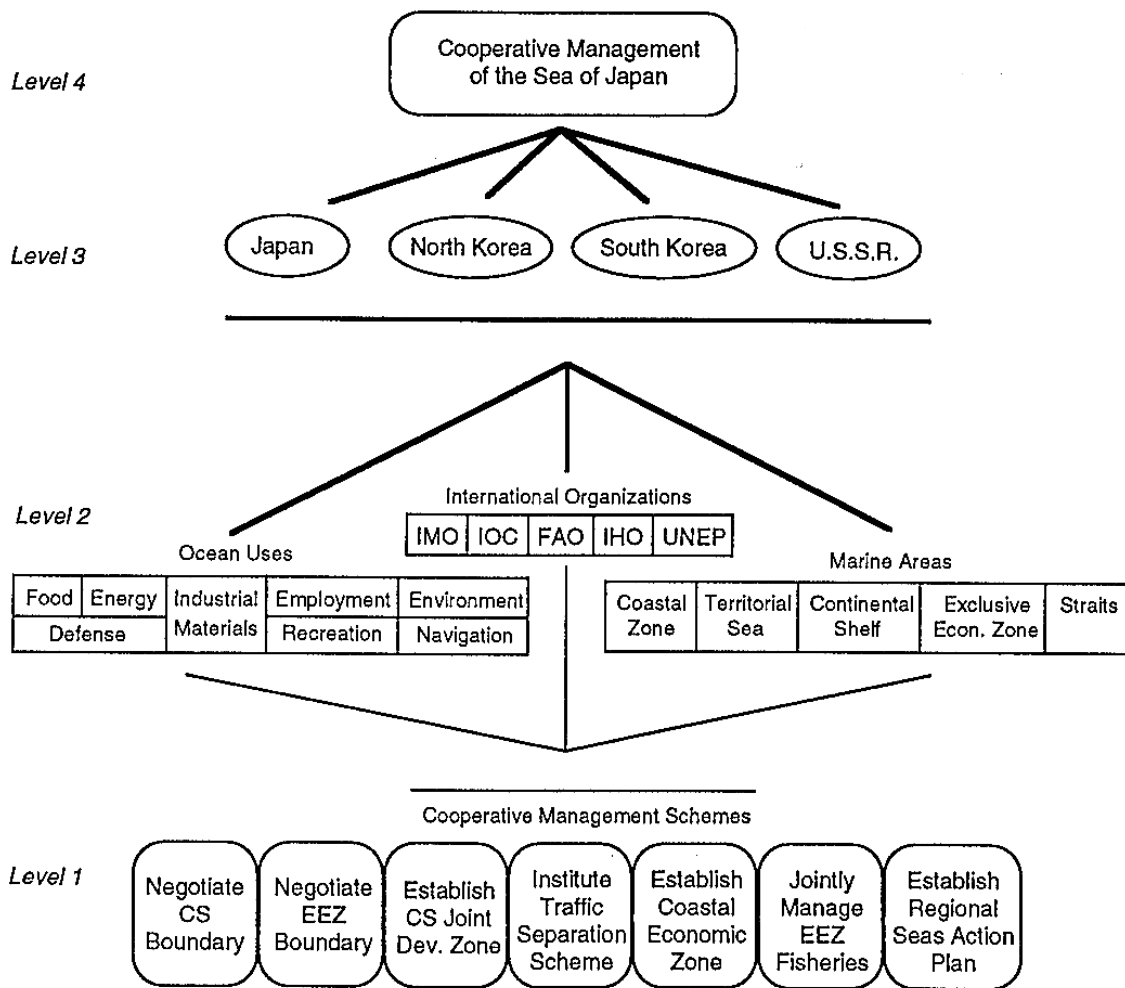 Cooperative Management
of the Sea of Japan
Level 4
Japan
North Korea
South Korea
U.S.S.R.
Level 3
International Organizations
Level 2
IMO IOC FAO IHO UNEP
Ocean Uses
Marine Areas
Food Energy Industrial Materials Employment Environment
Defense Recreation Navigation
Coastal Zone
Territorial Sea
Continental Shelf
Exclusive Econ. Zone
Straits
Cooperative Management Schemes
Level 1
Negotiate
CS
Boundary
Negotiate
EEZ
Boundary
Establish
CS Joint
Dev. Zone
Institute
Traffic
Separation
Scheme
Establish
Coastal
Economic
Zone
Jointly
Manage
EEZ
Fisheries
Establish
Regional
Seas Action
Plan